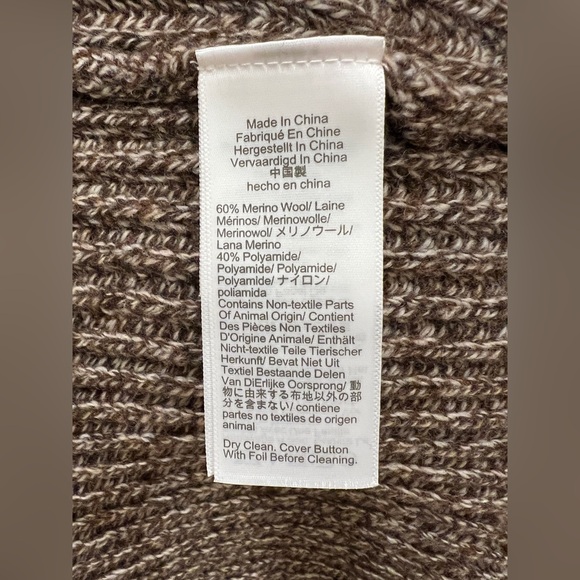 Made In China
Fabriqué En Chine
Hergestellt In China
Vervaardigd In China
中国製
hecho en china
60% Merino Wool/ Laine
Mérinos/ Merinowolle/
Merinowol/ メリノウール/
Lana Merino
40% Polyamide/
Polyamide/ Polyamide/
Polyamide/ ナイロン/
poliamida
Contains Non-textile Parts
Of Animal Origin/ Contient
Des Pièces Non Textiles
D'Origine Animale/ Enthält
Nicht-textile Teile Tierischer
Herkunft/ Bevat Niet Uit
Textiel Bestaande Delen
Van DiErlijke Oorsprong/ 動
物に由来する布地以外の部
分を含まない/ contiene
partes no textiles de origen
animal
Dry Clean. Cover Button
With Foil Before Cleaning.